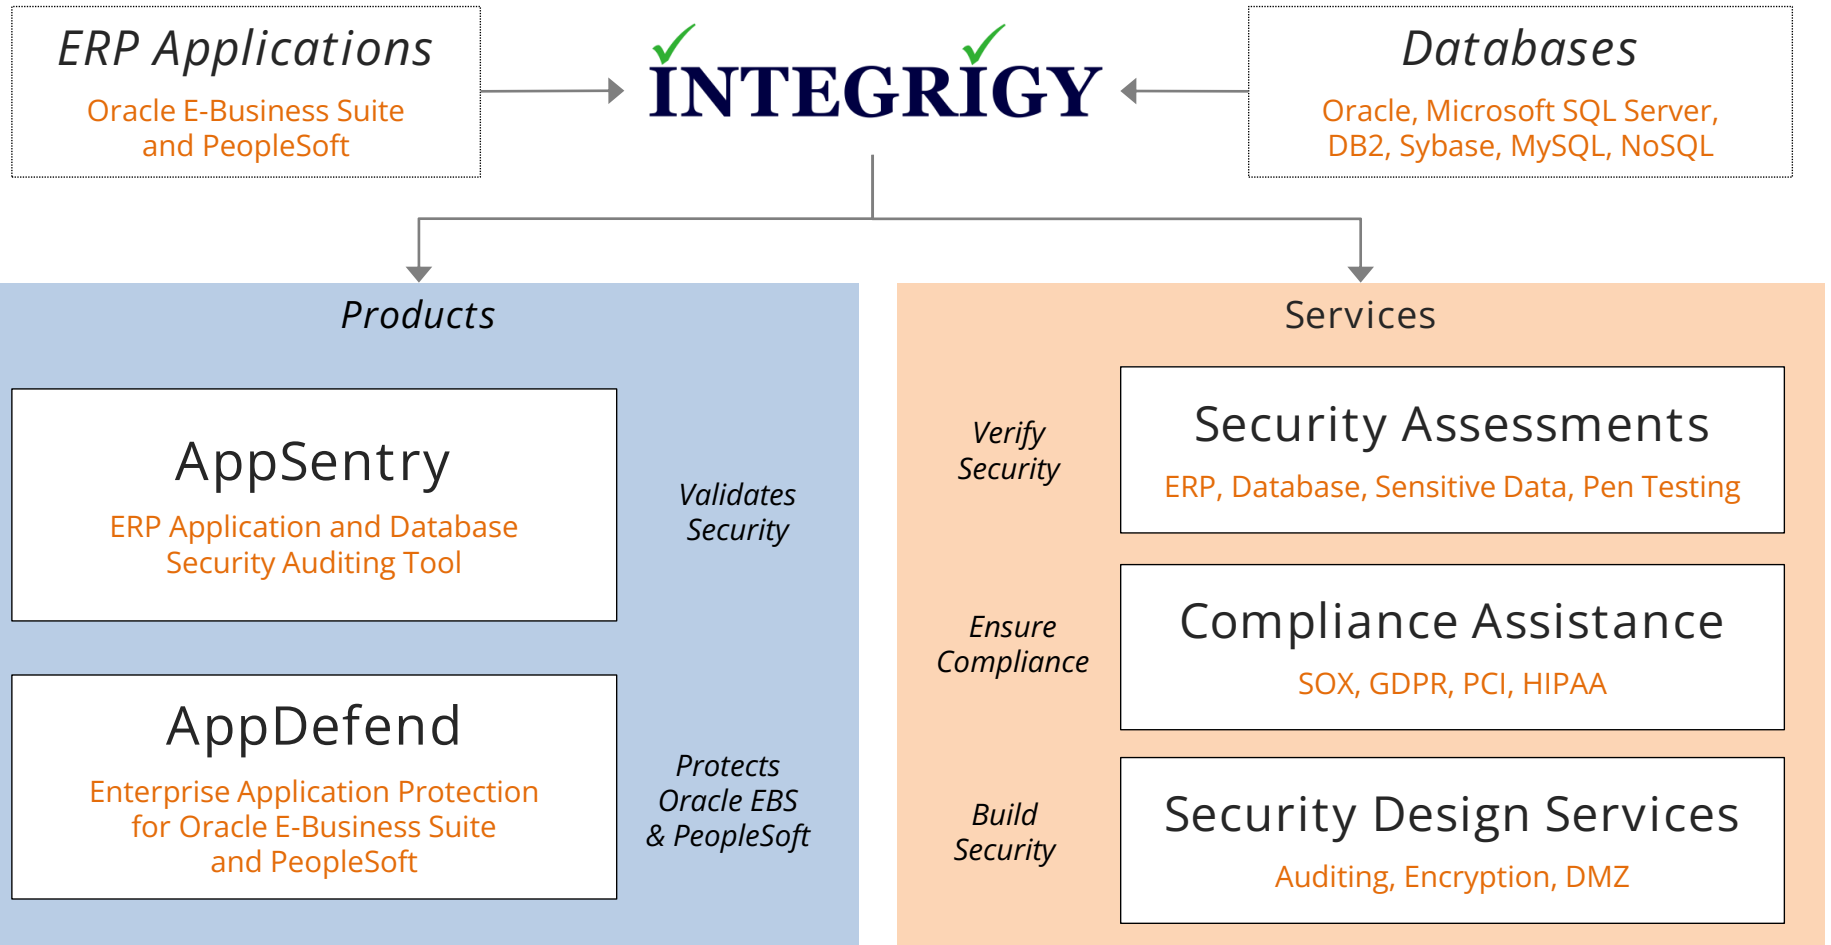 ERP Applications
Oracle E-Business Suite
and PeopleSoft
INTEGRIGY
Databases
Oracle, Microsoft SQL Server,
DB2, Sybase, MySQL, NoSQL
Products
AppSentry
ERP Application and Database
Security Auditing Tool
Validates
Security
AppDefend
Enterprise Application Protection
for Oracle E-Business Suite
and PeopleSoft
Protects
Oracle EBS
& PeopleSoft
Services
Verify
Security
Security Assessments
ERP, Database, Sensitive Data, Pen Testing
Ensure
Compliance
Compliance Assistance
SOX, GDPR, PCI, HIPAA
Build
Security
Security Design Services
Auditing, Encryption, DMZ